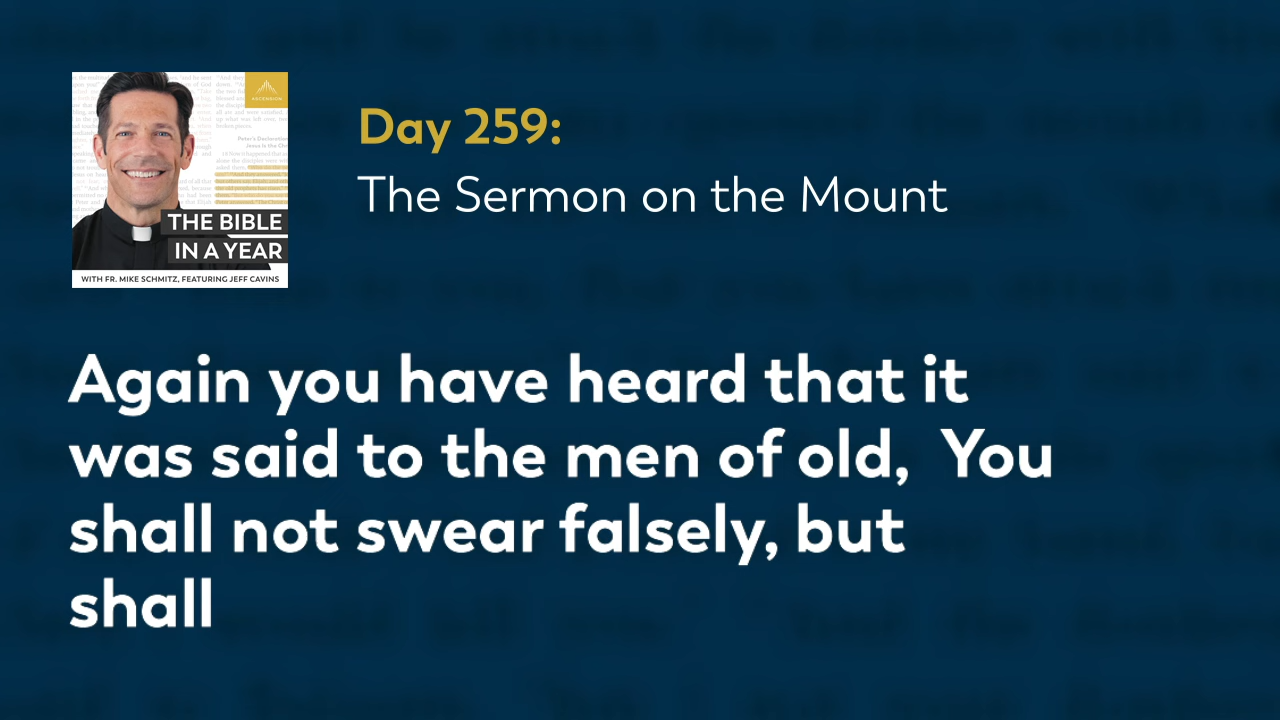 ASCENSION
Day 259:
The Sermon on the Mount
THE BIBLE
IN A YEAR
WITH FR. MIKE SCHMITZ, FEATURING JEFF CAVINS
Again you have heard that it
was said to the men of old, You
shall not swear falsely, but
shall